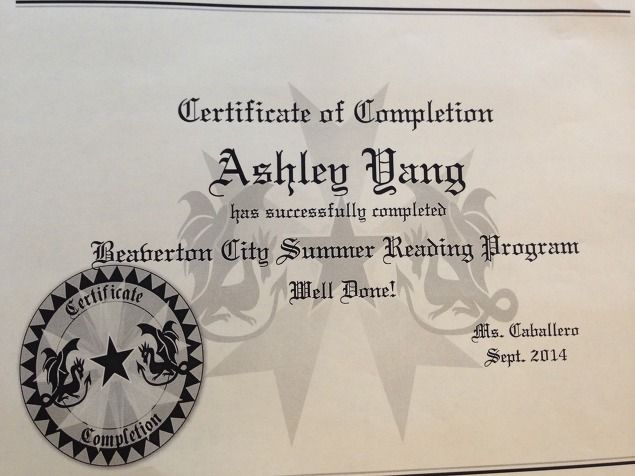 Certificate of Completion
Ashley Yang
has successfully completed
Beaverton City Summer Reading Program
Well Done!
Ms. Caballero
Sept. 2014
Certificate
Completion